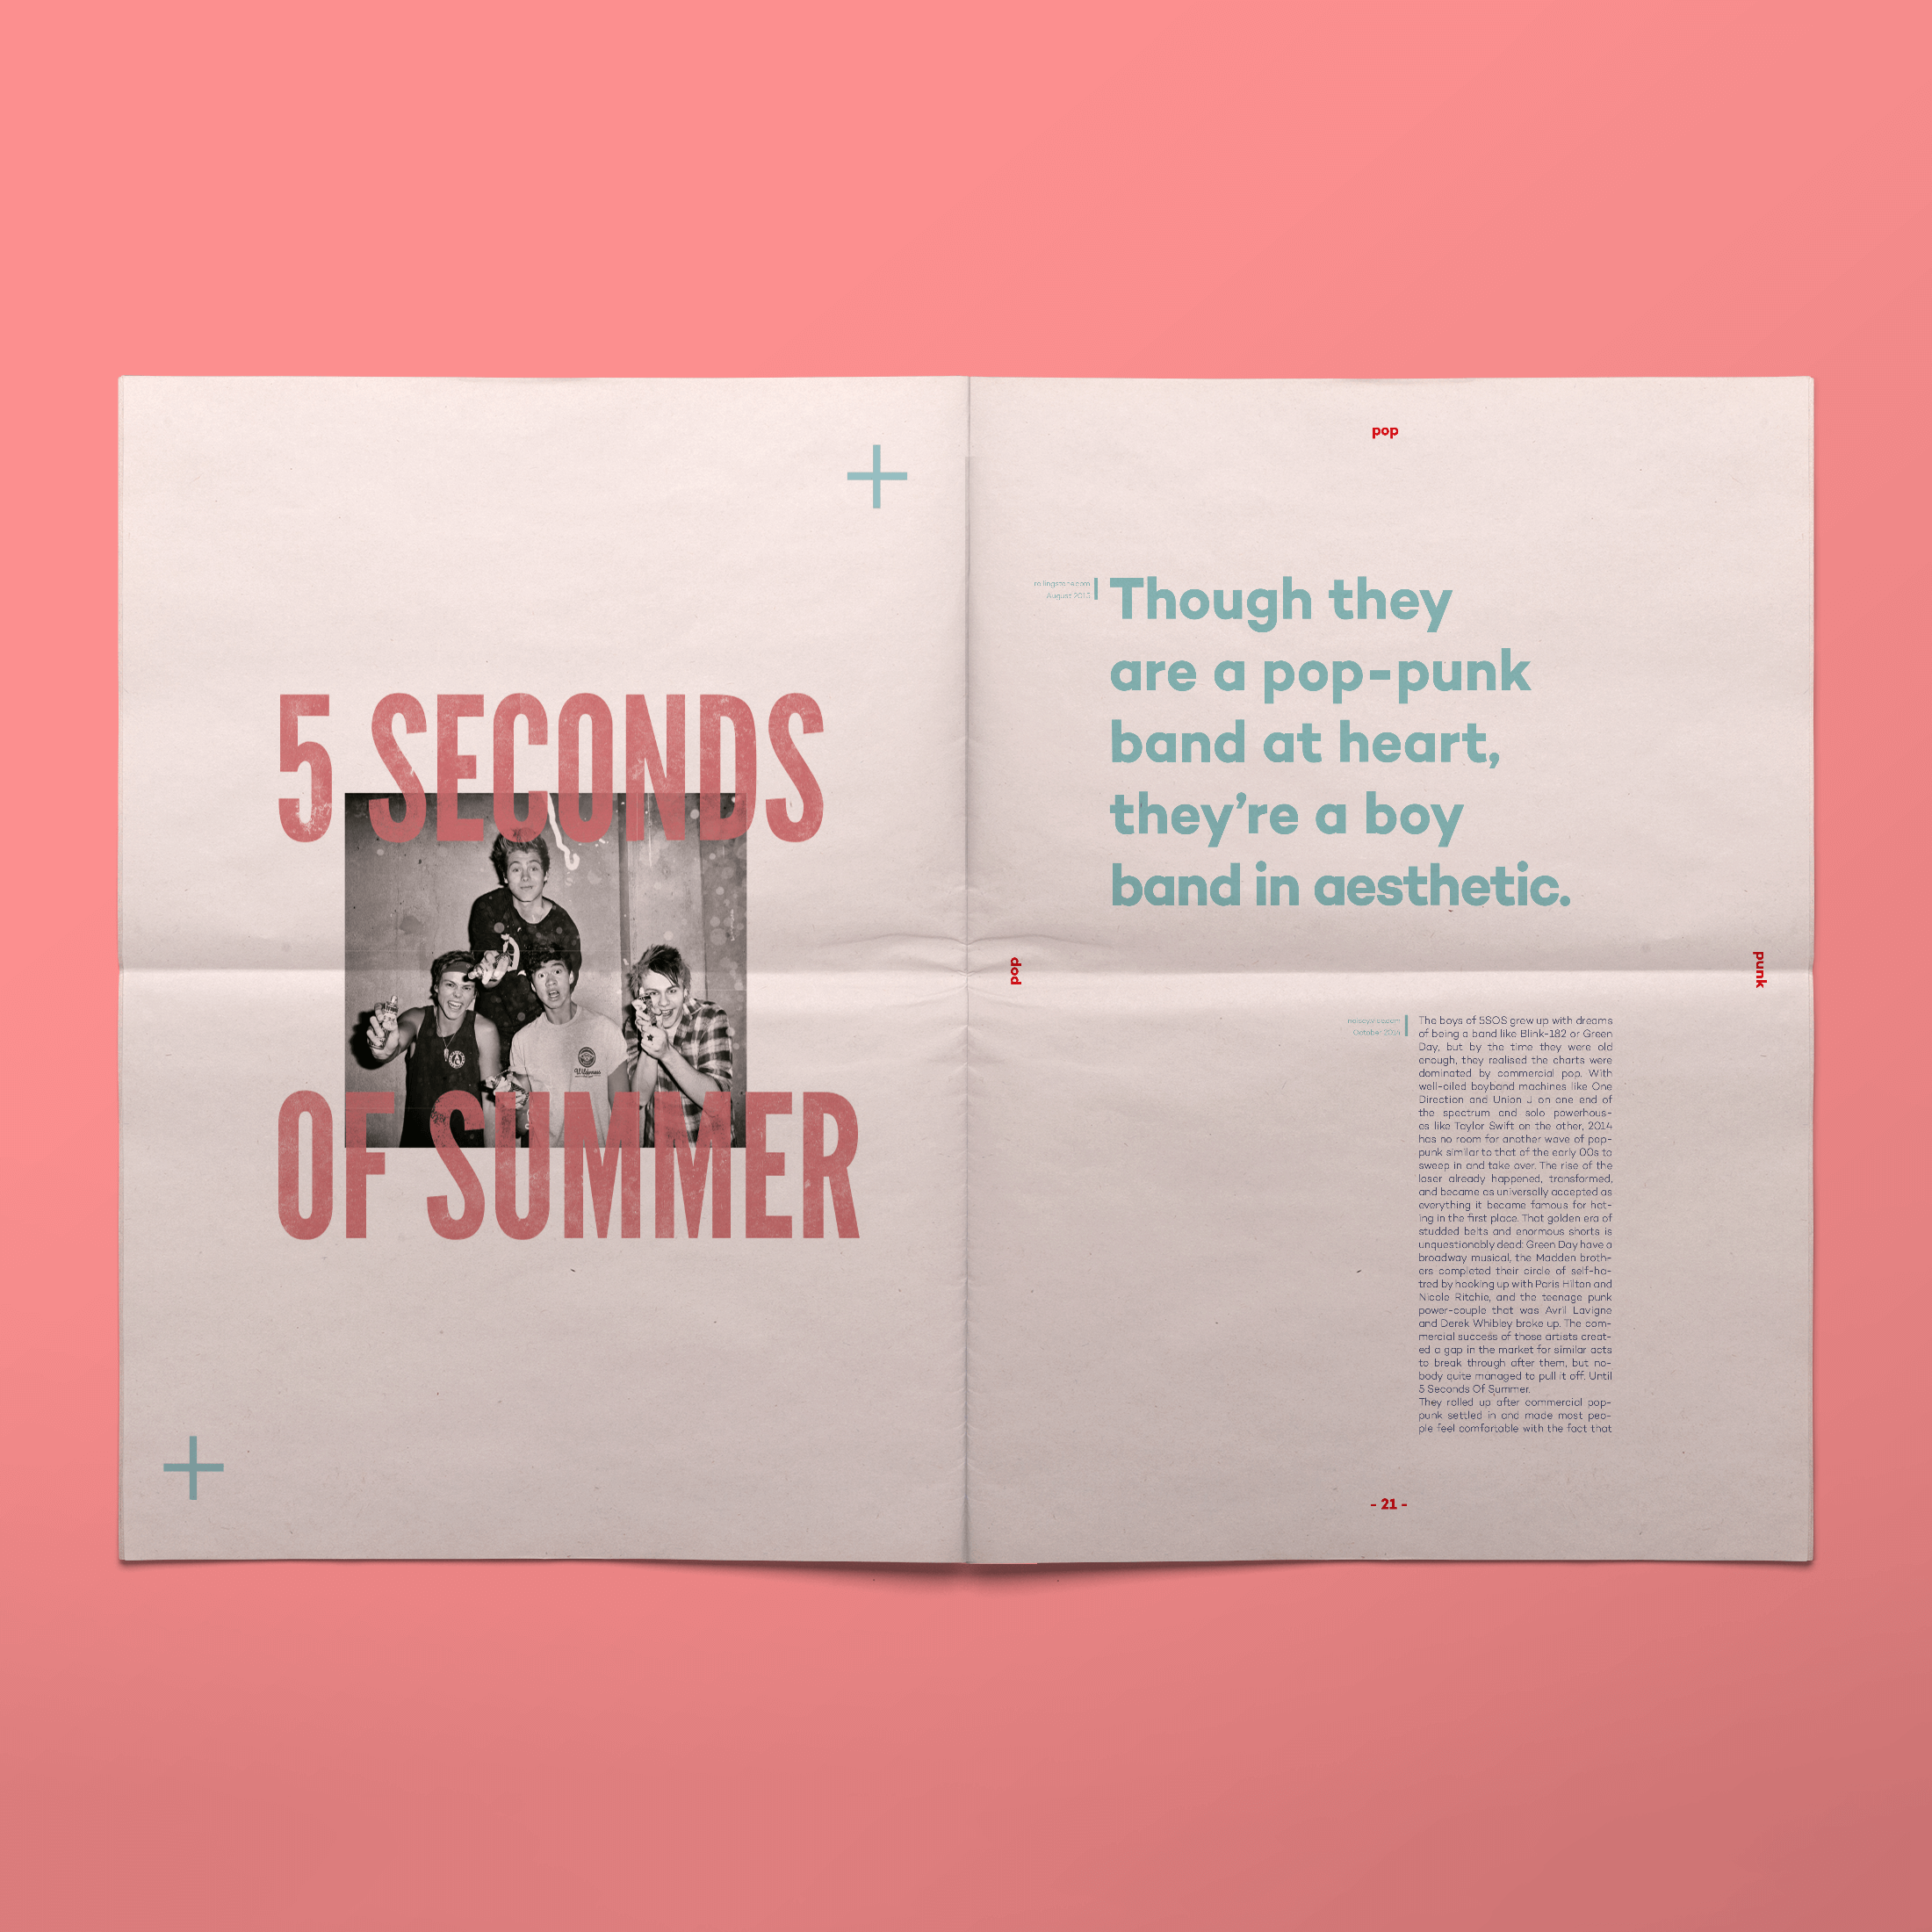 5 SECONDS
OF SUMMER
pop
rollingstone.com
August 2015
Though they
are a pop-punk
band at heart,
they're a boy
band in aesthetic.
pop
punk
October 2014
The boys of 5SOS grew up with dreams
of being a band like Blink-182 or Green
Day, but by the time they were old
enough, they realised the charts were
dominated by commercial pop. With
well-oiled boyband machines like One
Direction and Union J on one end of
the spectrum and solo powerhous-
es like Taylor Swift on the other, 2014
has no room for another wave of pop-
punk similar to that of the early 00s to
sweep in and take over. The rise of the
loser already happened, transformed,
and became as universally accepted as
everything it became famous for hat-
ing in the first place. That golden era of
studded belts and enormous shorts is
unquestionably dead: Green Day have a
broadway musical, the Madden broth-
ers completed their circle of self-ha-
tred by hooking up with Paris Hilton and
Nicole Ritchie, and the teenage punk
power-couple that was Avril Lavigne
and Derek Whibley broke up. The com-
mercial success of those artists creat-
ed a gap in the market for similar acts
to break through after them, but no-
body quite managed to pull it off. Until
5 Seconds Of Summer.
They rolled up after commercial pop-
punk settled in and made most peo-
ple feel comfortable with the fact that
- 21 -